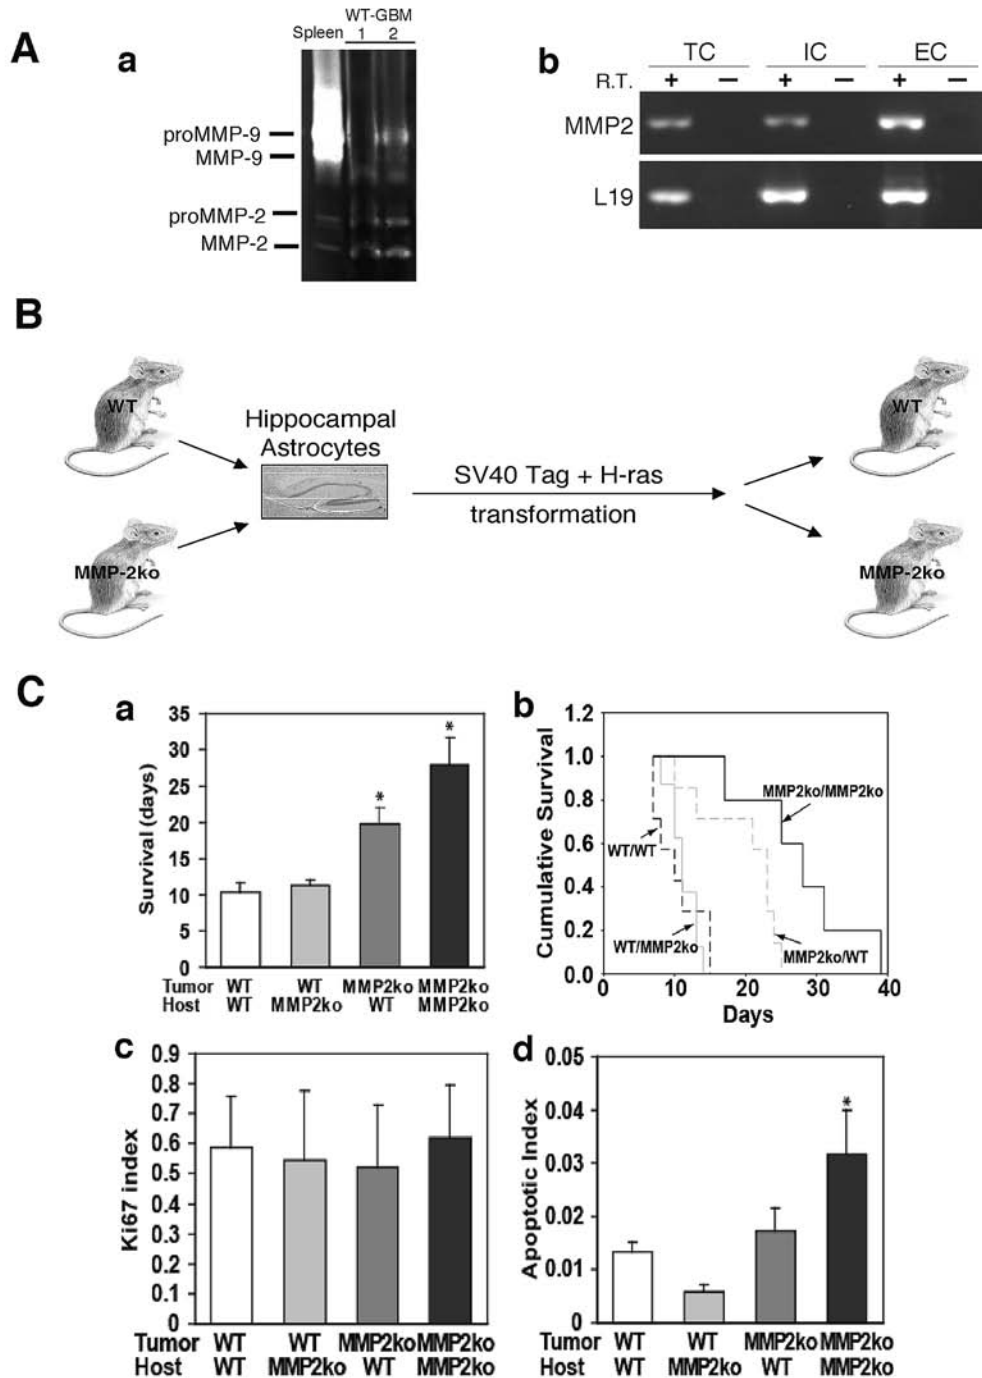 A
a
Spleen
WT-GBM
1 2
proMMP-9
MMP-9
proMMP-2
MMP-2
b
TC IC EC
R.T. + – + – + –
MMP2
L19
B
WT
MMP-2ko
Hippocampal
Astrocytes
SV40 Tag + H-ras
transformation
WT
MMP-2ko
C
a
Survival (days)
35
30
25
20
15
10
5
0
*
*
Tumor WT WT MMP2ko MMP2ko
Host WT MMP2ko WT MMP2ko
b
Cumulative Survival
1.2
1.0
0.8
0.6
0.4
0.2
0.0
MMP2ko/MMP2ko
WT/WT
WT/MMP2ko
MMP2ko/WT
0 10 20 30 40
Days
c
Ki67 index
0.9
0.8
0.7
0.6
0.5
0.4
0.3
0.2
0.1
0
Tumor WT WT MMP2ko MMP2ko
Host WT MMP2ko WT MMP2ko
d
Apoptotic Index
0.05
0.04
0.03
0.02
0.01
0
*
Tumor WT WT MMP2ko MMP2ko
Host WT MMP2ko WT MMP2ko